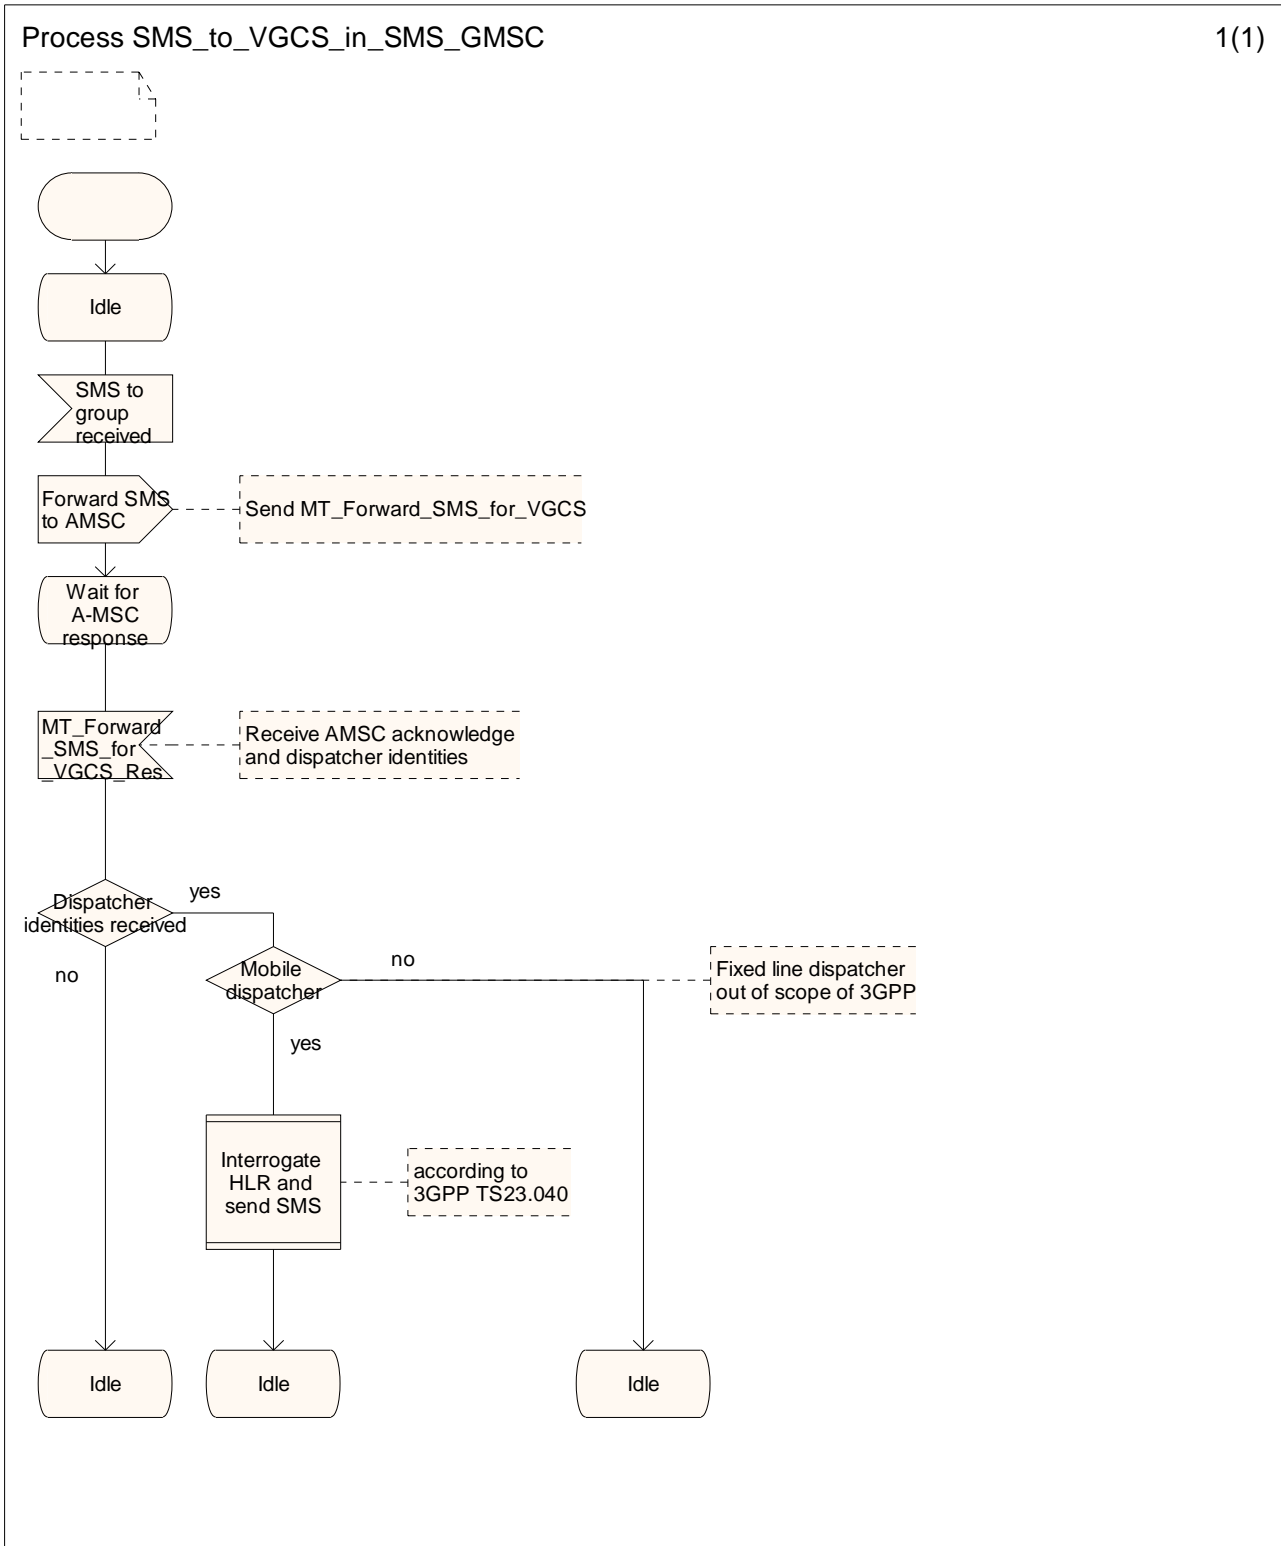 Process SMS_to_VGCS_in_SMS_GMSC
1(1)
Idle
SMS to
group
received
Forward SMS
to AMSC
Send MT_Forward_SMS_for_VGCS
Wait for
A-MSC
response
MT_Forward
_SMS_for
_VGCS_Res
Receive AMSC acknowledge
and dispatcher identities
Dispatcher
identities received
yes
no
Mobile
dispatcher
no
Fixed line dispatcher
out of scope of 3GPP
yes
Interrogate
HLR and
send SMS
according to
3GPP TS23.040
Idle
Idle
Idle